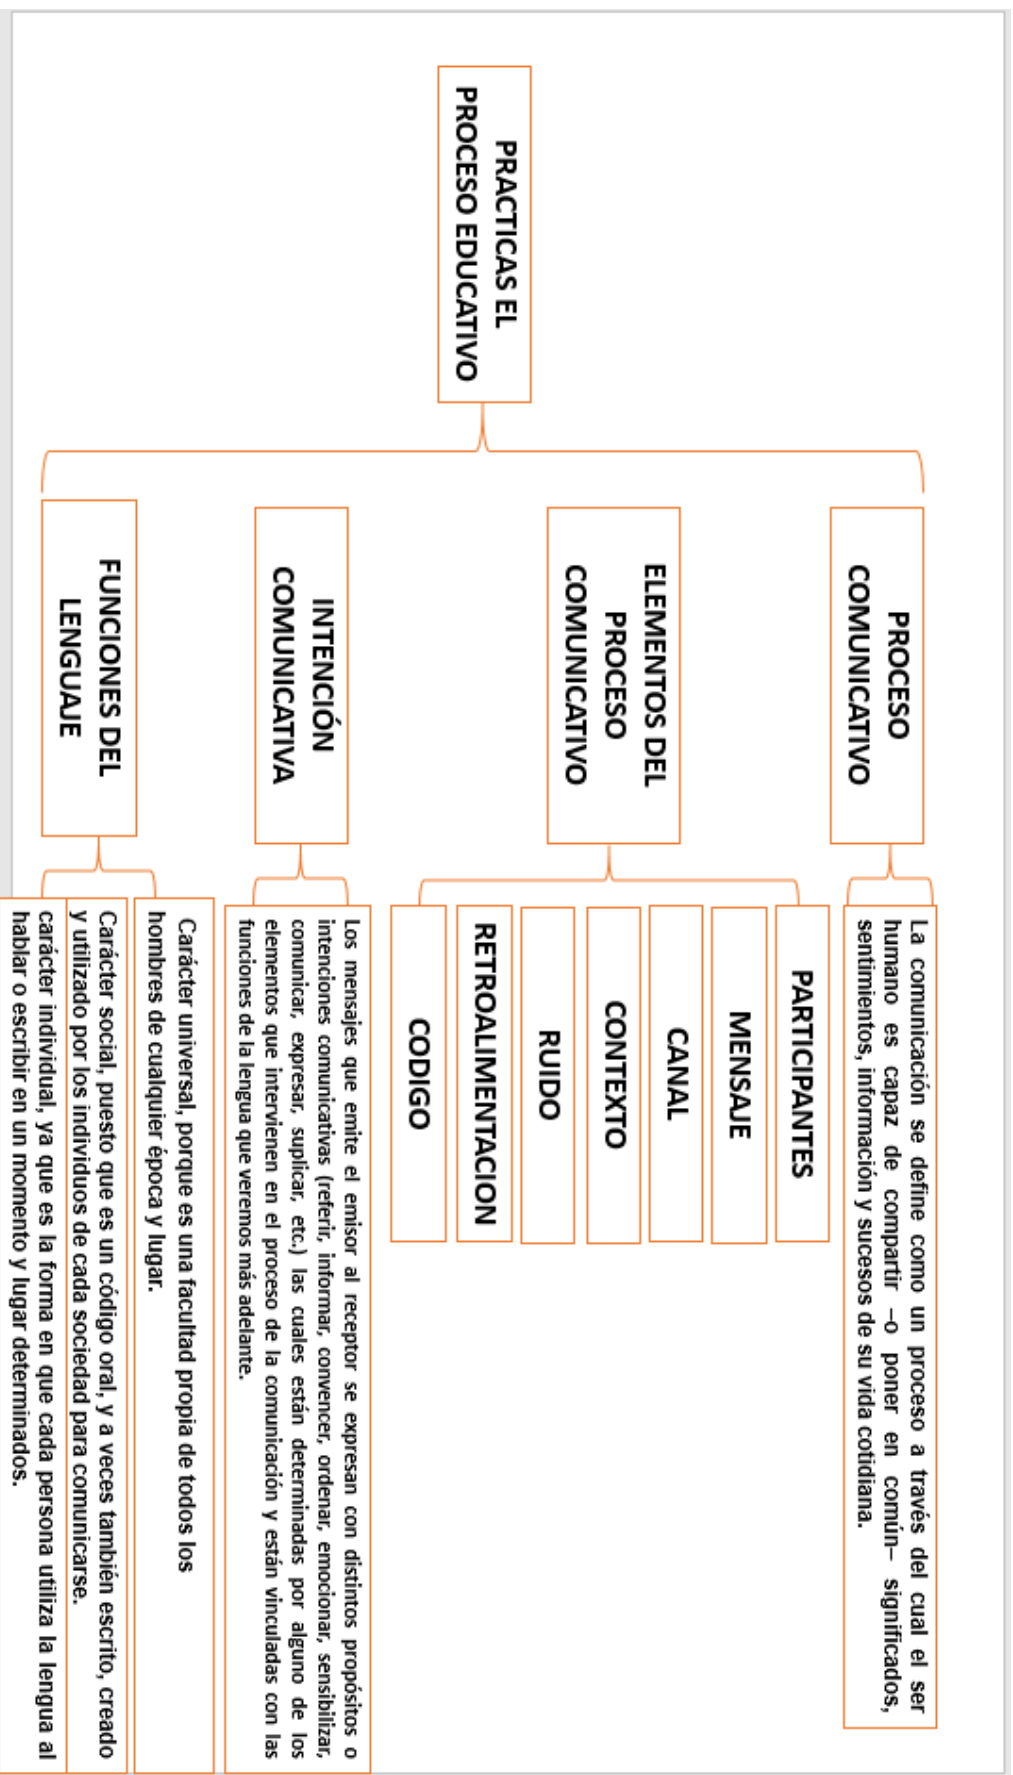 PRACTICAS EL
PROCESO EDUCATIVO
PROCESO
COMUNICATIVO
La comunicación se define como un proceso a través del cual el ser
humano es capaz de compartir –o poner en común– significados,
sentimientos, información y sucesos de su vida cotidiana.
ELEMENTOS DEL
PROCESO
COMUNICATIVO
PARTICIPANTES
MENSAJE
CANAL
CONTEXTO
RUIDO
RETROALIMENTACION
CODIGO
INTENCIÓN
COMUNICATIVA
Los mensajes que emite el emisor al receptor se expresan con distintos propósitos o
intenciones comunicativas (referir, informar, convencer, ordenar, emocionar, sensibilizar,
comunicar, expresar, suplicar, etc.) las cuales están determinadas por alguno de los
elementos que intervienen en el proceso de la comunicación y están vinculadas con las
funciones de la lengua que veremos más adelante.
FUNCIONES DEL
LENGUAJE
Carácter universal, porque es una facultad propia de todos los
hombres de cualquier época y lugar.
Carácter social, puesto que es un código oral, y a veces también escrito, creado
y utilizado por los individuos de cada sociedad para comunicarse.
carácter individual, ya que es la forma en que cada persona utiliza la lengua al
hablar o escribir en un momento y lugar determinados.